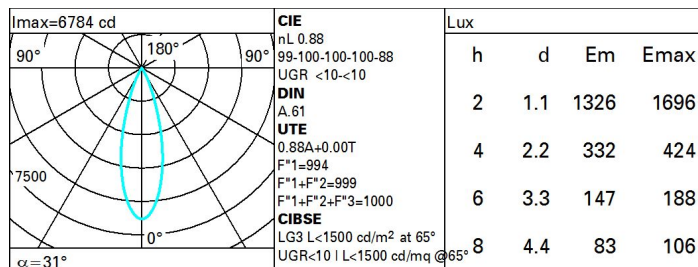 Imax=6784 cd
90° 180° 90°
7500
0°
α=31°
CIE
nL 0.88
99-100-100-100-88
UGR <10-<10
DIN
A.61
UTE
0.88A+0.00T
F"1=994
F"1+F"2=999
F"1+F"2+F"3=1000
CIBSE
LG3 L<1500 cd/m² at 65°
UGR<10 | L<1500 cd/mq @65°
Lux
h d Em Emax
2 1.1 1326 1696
4 2.2 332 424
6 3.3 147 188
8 4.4 83 106